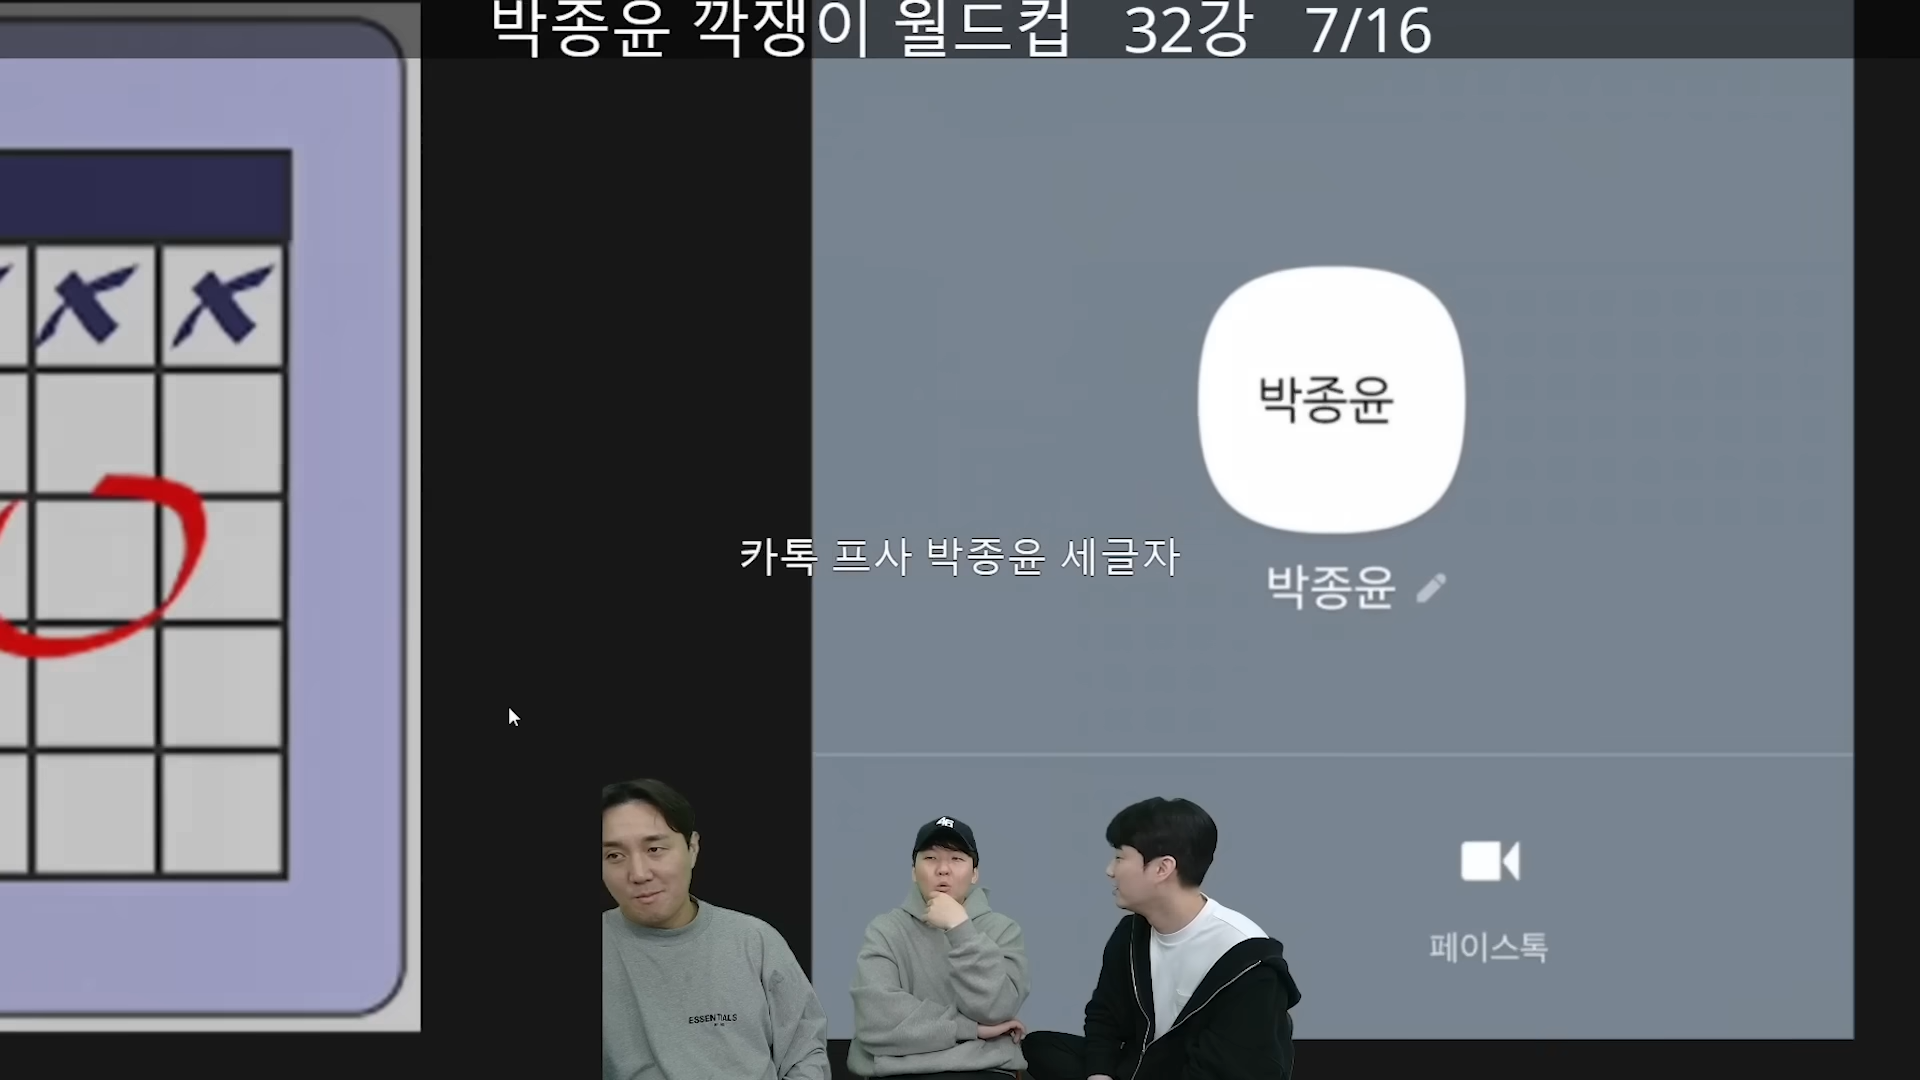 박종윤 깍쟁이 월드컵 32강 7/16
박종윤
카톡 프사 박종윤 세글자
박종윤
페이스톡
ESSENTIALS